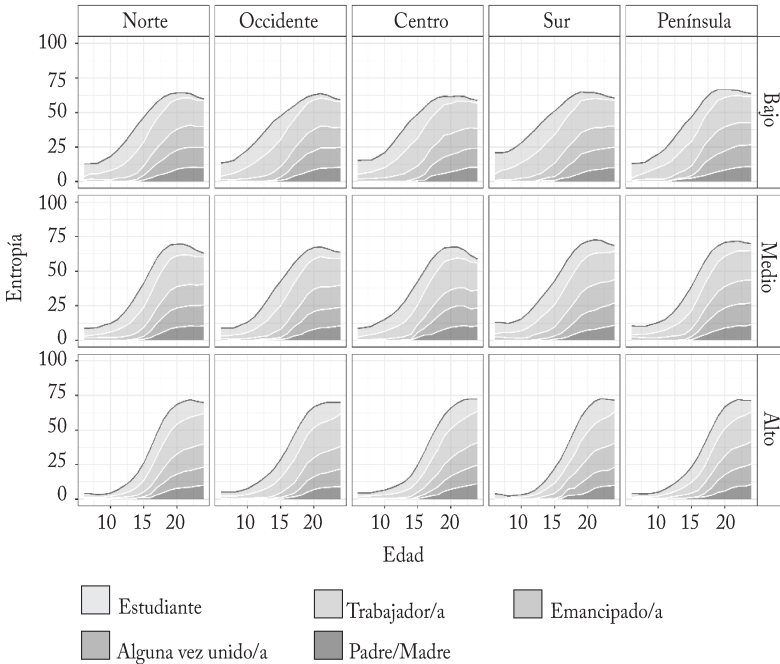 Norte Occidente Centro Sur Península
100
75
50
25
0
Bajo
100
75
50
25
0
Medio
100
75
50
25
0
Alto
Entropía
10 15 20 10 15 20 10 15 20 10 15 20 10 15 20
Edad
Estudiante Trabajador/a Emancipado/a
Alguna vez unido/a Padre/Madre